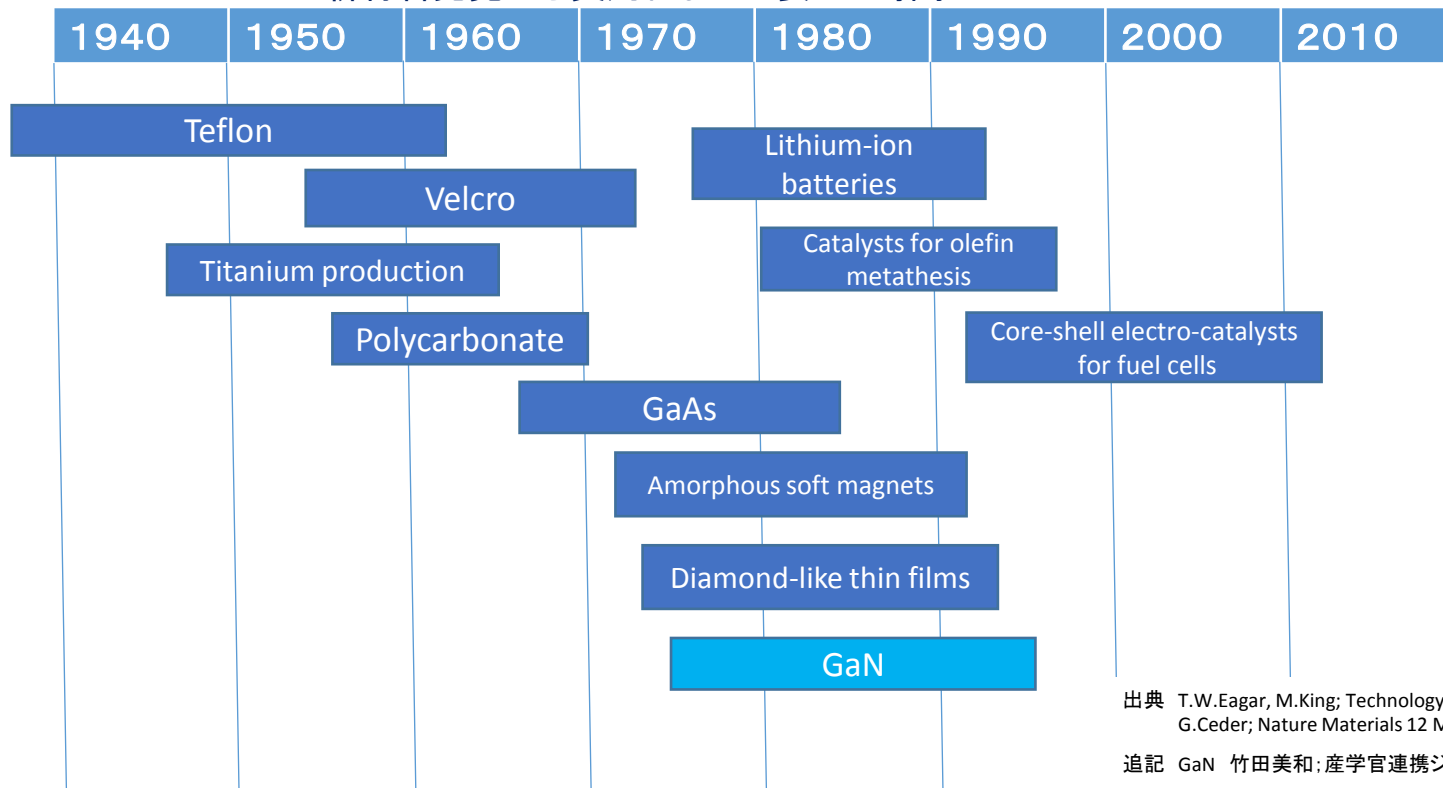 1940 1950 1960 1970 1980 1990 2000 2010
Teflon
Lithium-ion
batteries
Velcro
Titanium production
Catalysts for olefin
metathesis
Polycarbonate
Core-shell electro-catalysts
for fuel cells
GaAs
Amorphous soft magnets
Diamond-like thin films
GaN
出典 T.W.Eagar, M.King; Technology
G.Ceder; Nature Materials 12 M
追記 GaN 竹田美和;産学官連携ジ